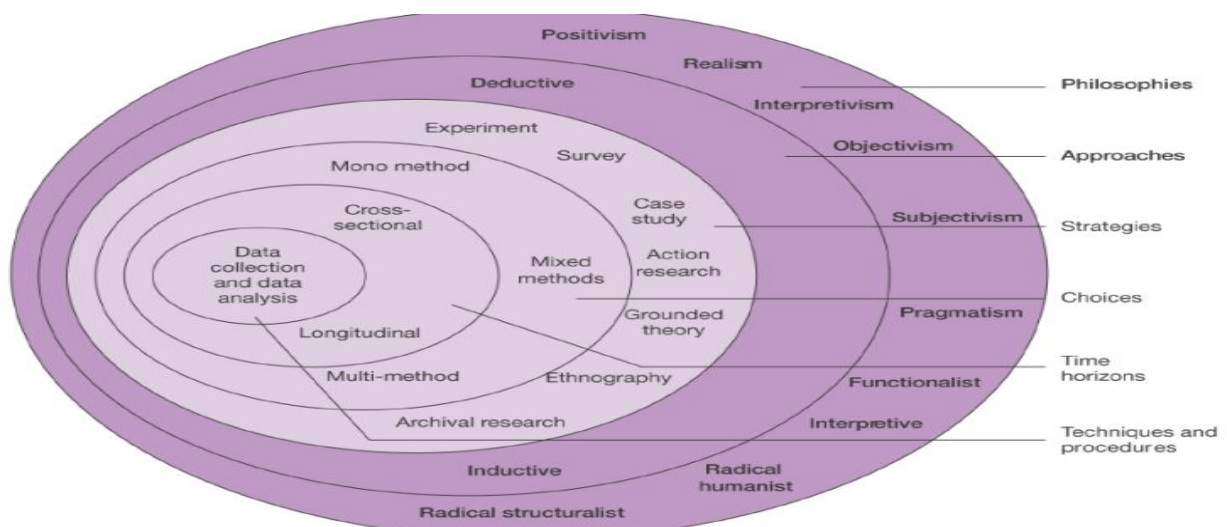 Positivism
Realism
Interpretivism
Objectivism
Subjectivism
Pragmatism
Functionalist
Interpretive
Radical
humanist
Radical structuralist
Deductive
Inductive
Experiment
Survey
Case
study
Action
research
Grounded
theory
Ethnography
Archival research
Mono method
Mixed
methods
Multi-method
Cross-
sectional
Longitudinal
Data
collection
and data
analysis
Philosophies
Approaches
Strategies
Choices
Time
horizons
Techniques and
procedures